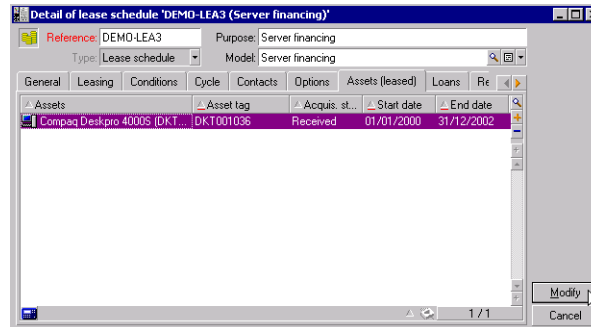 Detail of lease schedule 'DEMO-LEA3 (Server financing)'
Reference: DEMO-LEA3 Purpose: Server financing
Type: Lease schedule Model: Server financing
General Leasing Conditions Cycle Contacts Options Assets (leased) Loans Re
Assets Asset tag Acquis. st... Start date End date
Compaq Deskpro 4000S (DKT... DKT001036 Received 01/01/2000 31/12/2002
Modify
1 / 1
Cancel